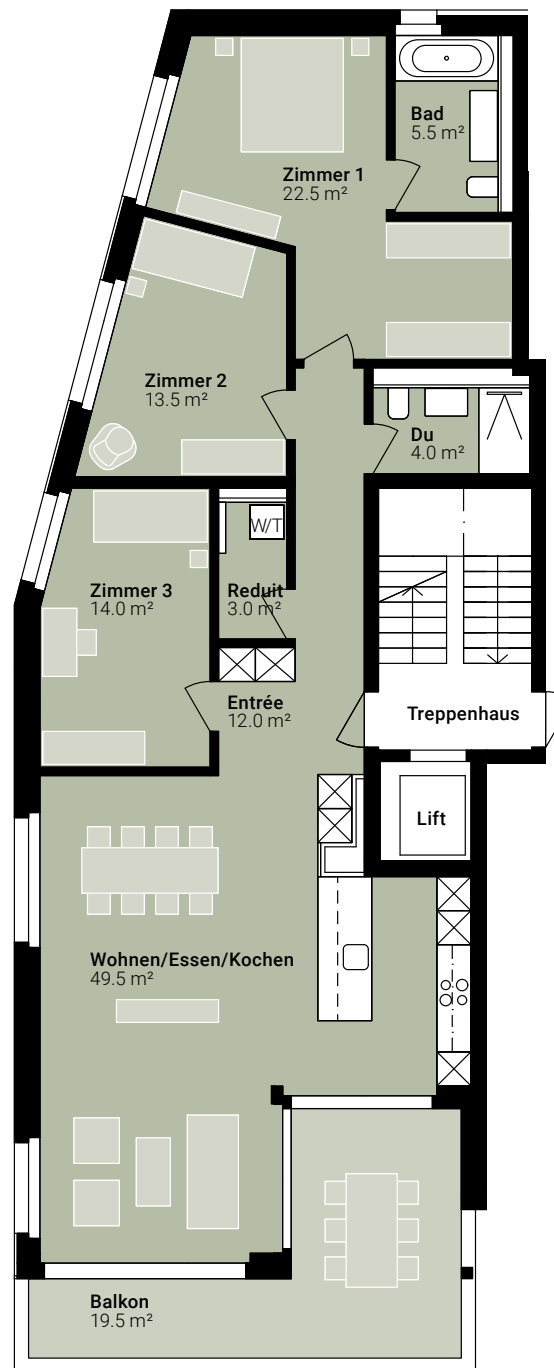 Bad
5.5 m²
Zimmer 1
22.5 m²
Zimmer 2
13.5 m²
Du
4.0 m²
W/T
Zimmer 3
14.0 m²
Reduit
3.0 m²
Entrée
12.0 m²
Treppenhaus
Lift
Wohnen/Essen/Kochen
49.5 m²
Balkon
19.5 m²